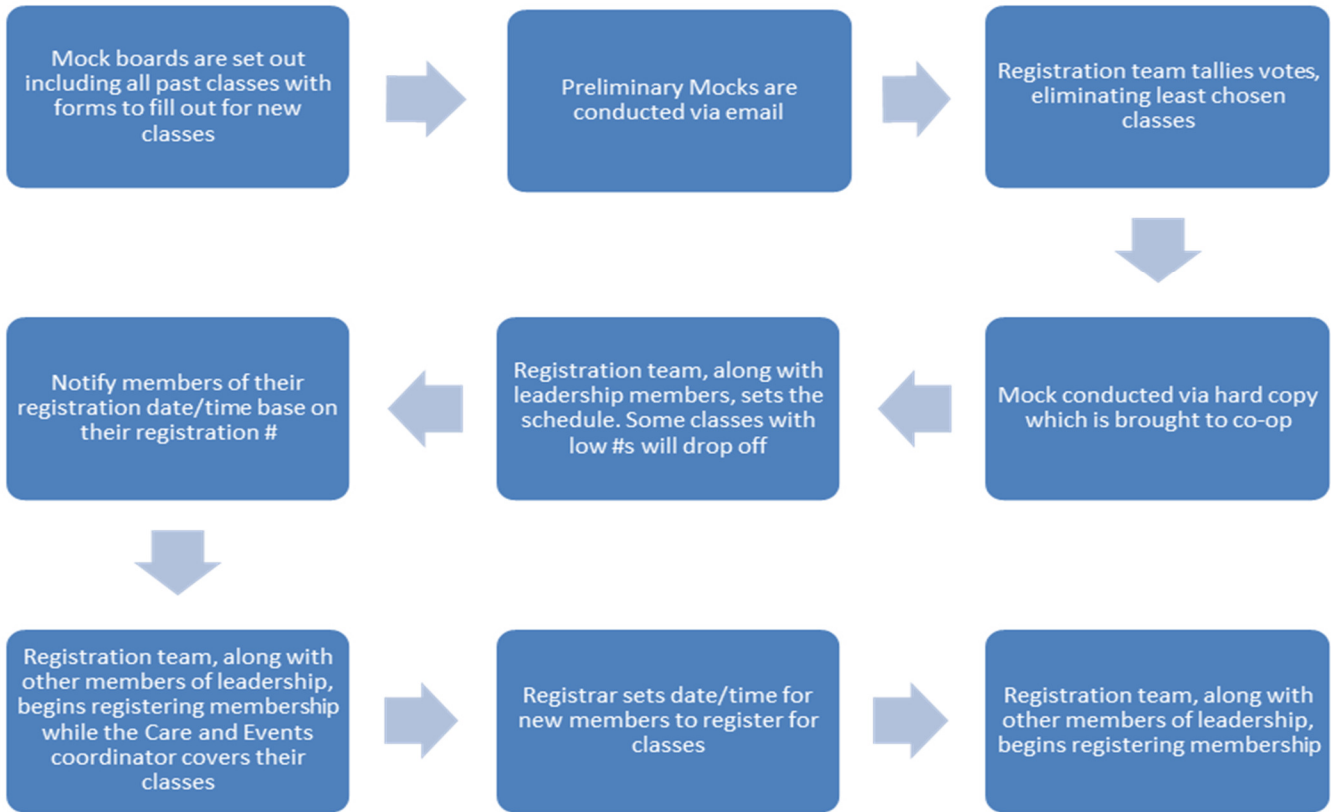 Mock boards are set out
including all past classes with
forms to fill out for new
classes
Preliminary Mocks are
conducted via email
Registration team tallies votes,
eliminating least chosen
classes
Mock conducted via hard copy
which is brought to co-op
Registration team, along with
leadership members, sets the
schedule. Some classes with
low #s will drop off
Notify members of their
registration date/time base on
their registration #
Registration team, along with
other members of leadership,
begins registering membership
while the Care and Events
coordinator covers their
classes
Registrar sets date/time for
new members to register for
classes
Registration team, along with
other members of leadership,
begins registering membership